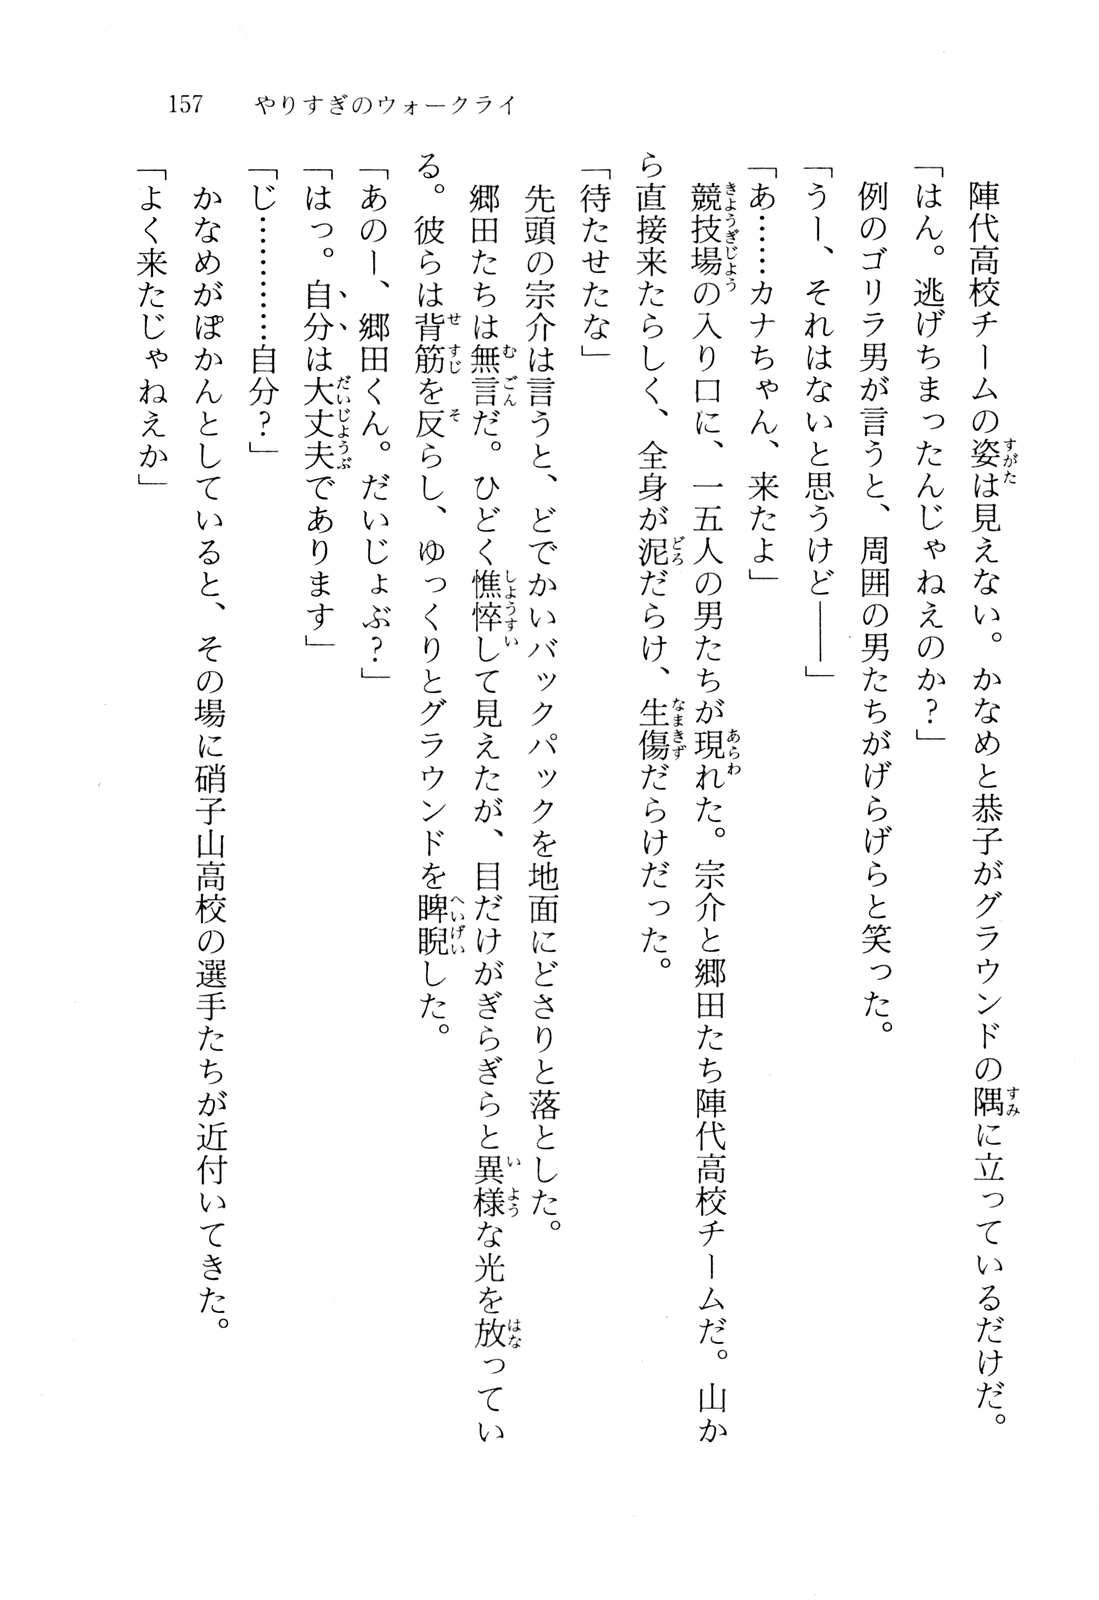 157　やりすぎのウォークライ
陣代高校チームの姿は見えない。かなめと恭子がグラウンドの隅に立っているだけだ。
「はん。逃げちまったんじゃねえのか？」
例のゴリラ男が言うと、周囲の男たちがげらげらと笑った。
「うー、それはないと思うけど――」
「あ……カナちゃん、来たよ」
競技場の入り口に、一五人の男たちが現れた。宗介と郷田たち陣代高校チームだ。山か
ら直接来たらしく、全身が泥だらけ、生傷だらけだった。
「待たせたな」
先頭の宗介は言うと、どでかいバックパックを地面にどさりと落とした。
郷田たちは無言だ。ひどく憔悴して見えたが、目だけがぎらぎらと異様な光を放ってい
る。彼らは背筋を反らし、ゆっくりとグラウンドを睥睨した。
「あのー、郷田くん。だいじょぶ？」
「はっ。自分は大丈夫であります」
「じ…………自分？」
かなめがぽかんとしていると、その場に硝子山高校の選手たちが近付いてきた。
「よく来たじゃねえか」